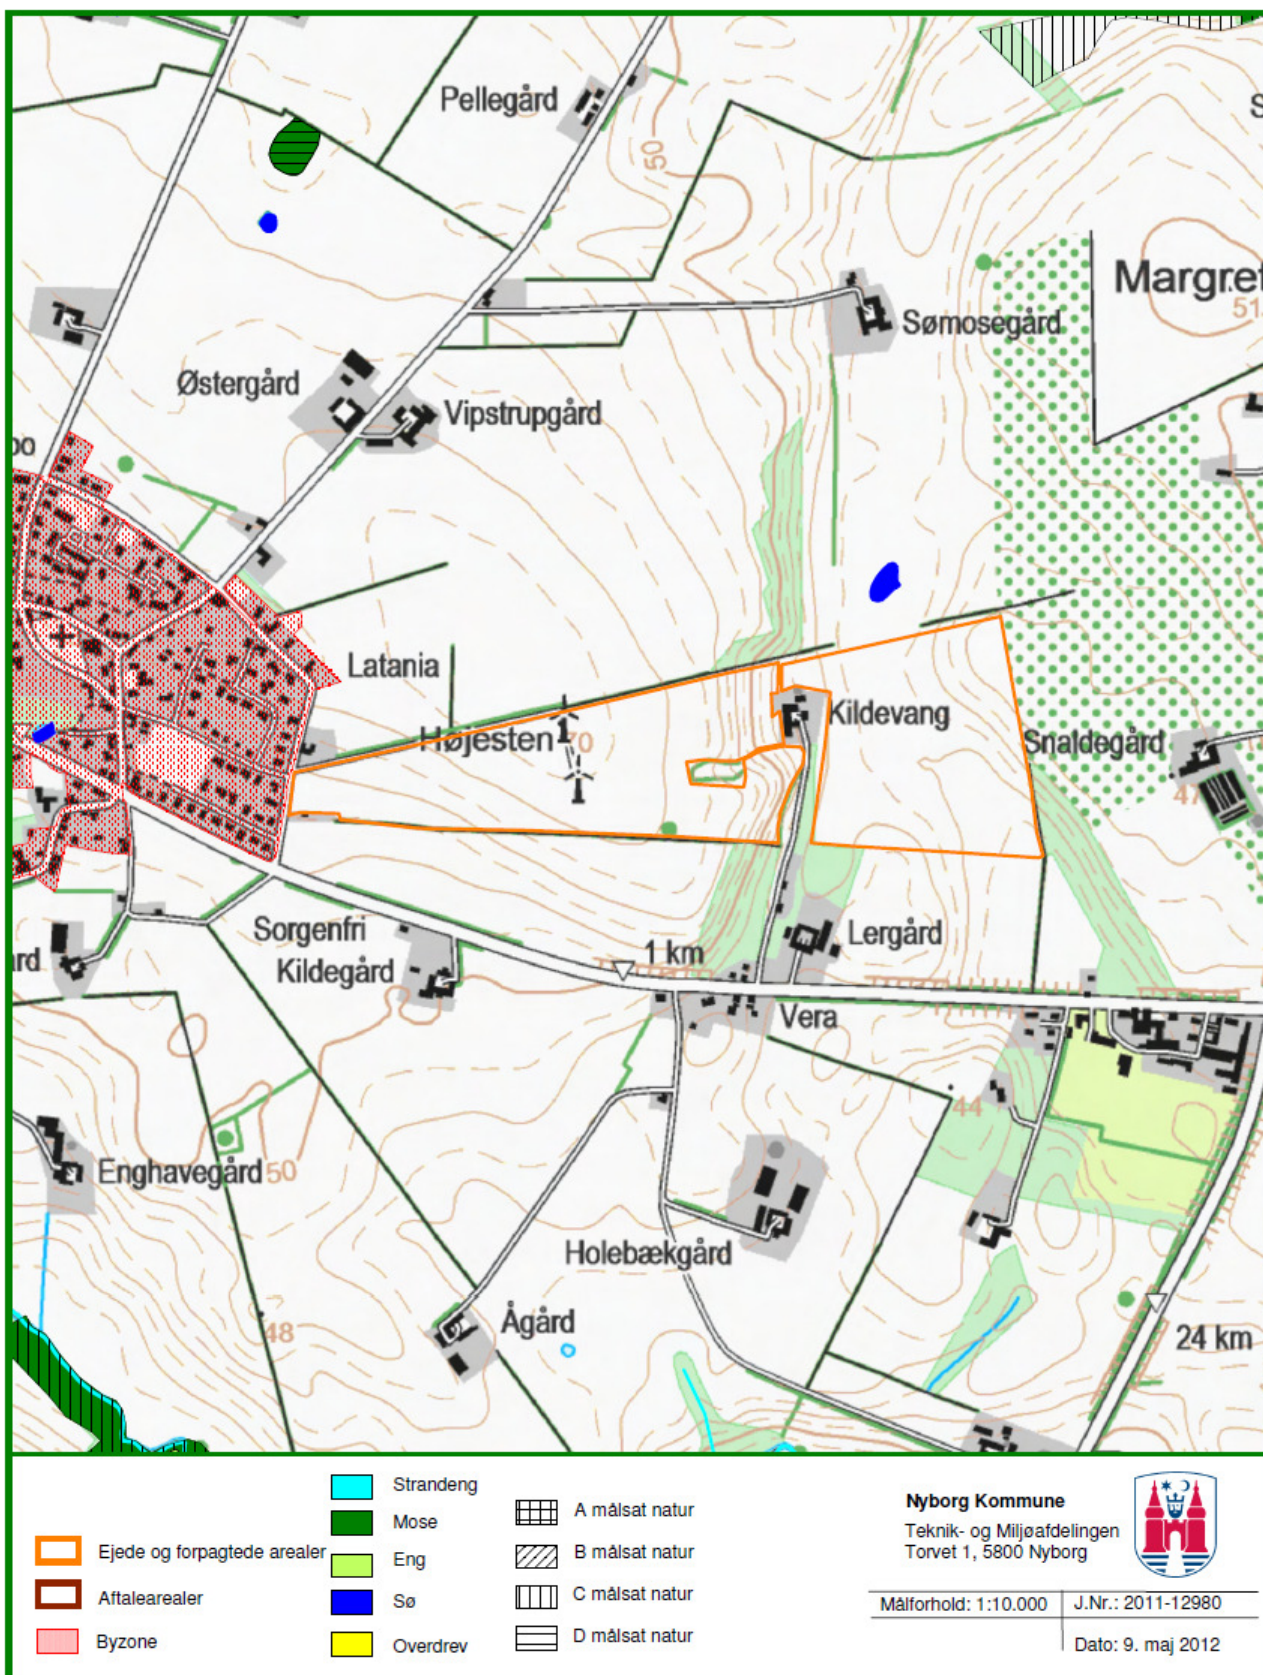 Pellegård
50
S
Margret
51
Sømosegård
Østergård
Vipstrupgård
bo
Latania
Højesten
70
Kildevang
Snaldegård
47
Sorgenfri
Kildegård
1 km
Lergård
Vera
ard
44
Enghavegård
50
Holebækgård
Ågård
48
24 km
Ejede og forpagtede arealer
Aftalearealer
Byzone
Strandeng
Mose
Eng
Sø
Overdrev
A målsat natur
B målsat natur
C målsat natur
D målsat natur
Nyborg Kommune
Teknik- og Miljøafdelingen
Torvet 1, 5800 Nyborg
Målforhold: 1:10.000
J.Nr.: 2011-12980
Dato: 9. maj 2012